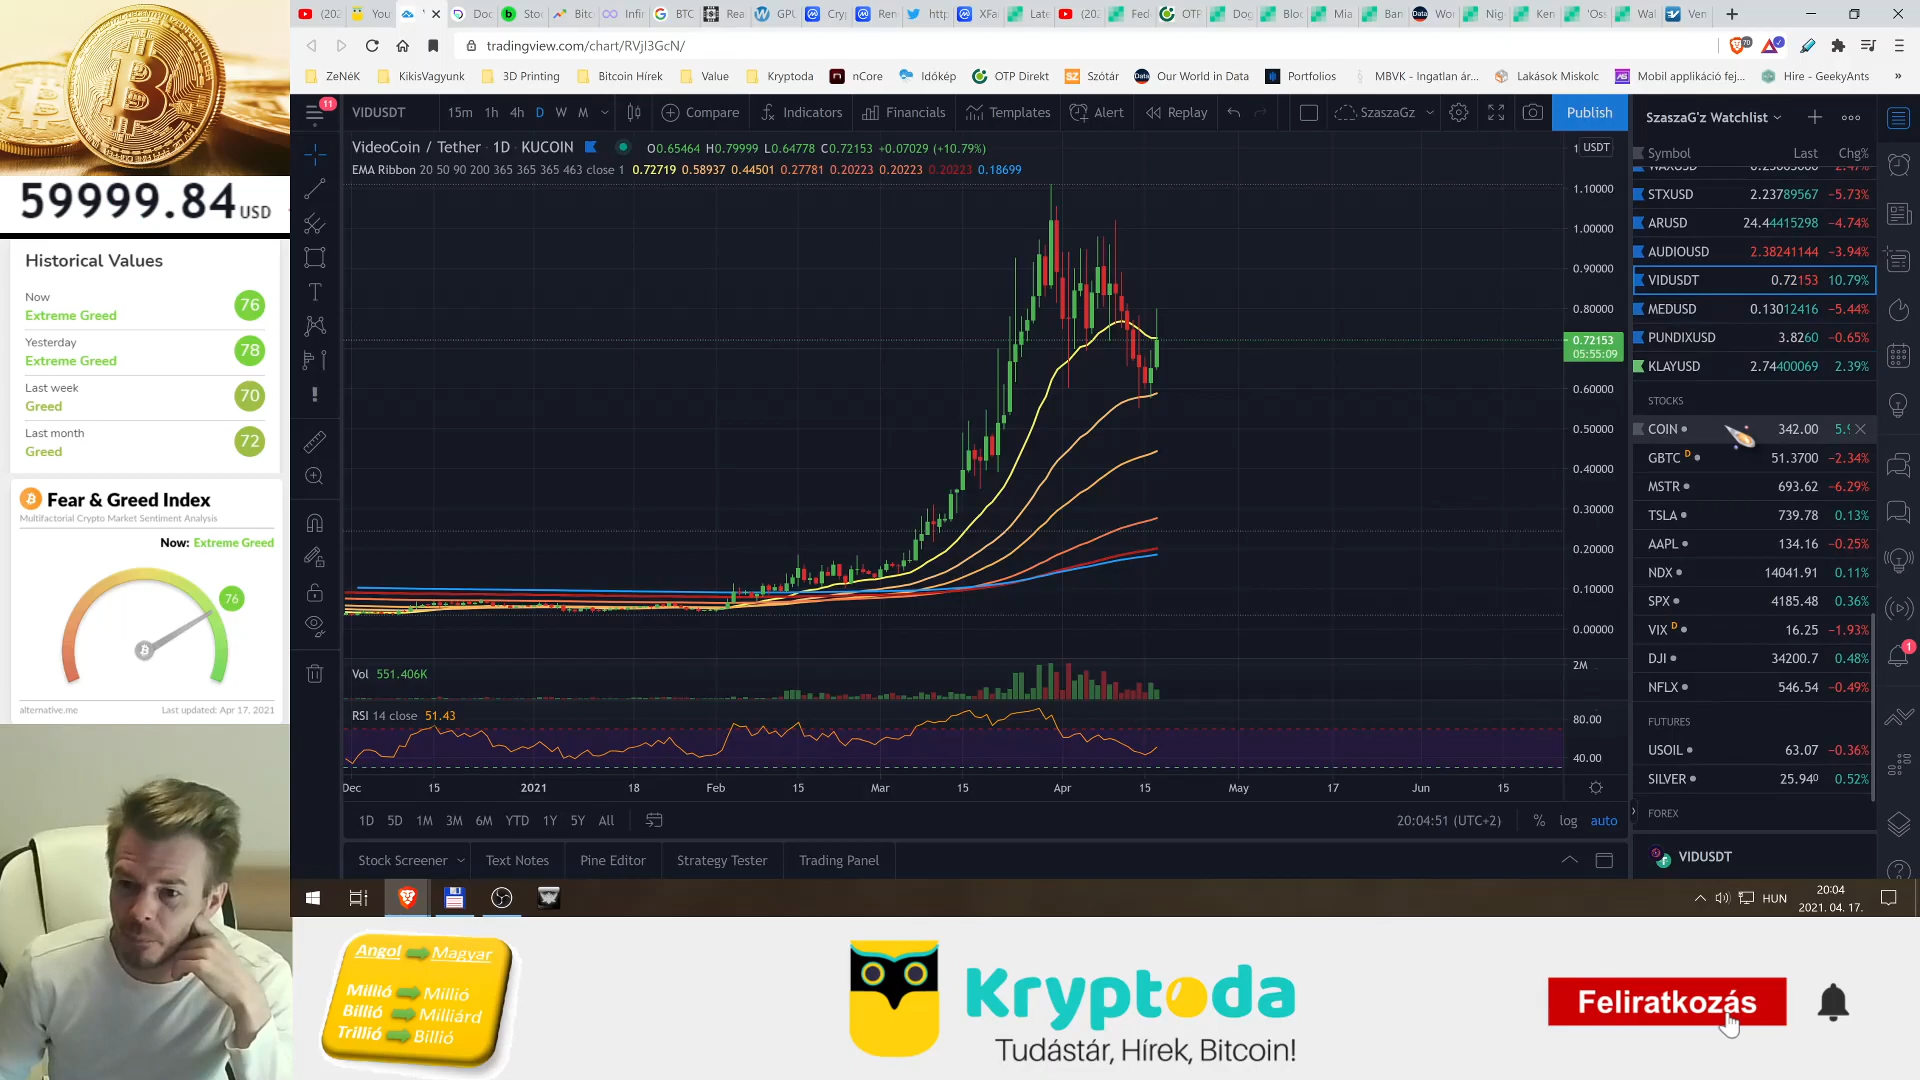 59999.84 USD
Historical Values
Now
Extreme Greed
76
Yesterday
Extreme Greed
78
Last week
Greed
70
Last month
Greed
72
Fear & Greed Index
Multifactorial Crypto Market Sentiment Analysis
Now: Extreme Greed
76
alternative.me
Last updated: Apr 17, 2021
tradingview.com/chart/RVjI3GcN/
70
ZeNéK KikisVagyunk 3D Printing Bitcoin Hírek Value Kryptoda nCore Időkép OTP Direkt Szótár Our World in Data Portfolios MBVK - Ingatlan ár... Lakások Miskolc Mobil applikáció fej... Hire - GeekyAnts »
11
VIDUSDT 15m 1h 4h D W M Compare Indicators Financials Templates Alert Replay SzaszaGz Publish
VideoCoin / Tether · 1D · KUCOIN O0.65464 H0.79999 L0.64778 C0.72153 +0.07029 (+10.79%)
EMA Ribbon 20 50 90 200 365 365 365 463 close 1 0.72719 0.58937 0.44501 0.27781 0.20223 0.20223 0.20223 0.18699
USDT
1.10000
1.00000
0.90000
0.80000
0.72153
05:55:09
0.60000
0.50000
0.40000
0.30000
0.20000
0.10000
0.00000
Vol 551.406K
2M
RSI 14 close 51.43
80.00
40.00
Dec 15 2021 18 Feb 15 Mar 15 Apr 15 May 17 Jun 15
1D 5D 1M 3M 6M YTD 1Y 5Y All
20:04:51 (UTC+2) % log auto
Stock Screener Text Notes Pine Editor Strategy Tester Trading Panel
SzaszaG'z Watchlist
Symbol Last Chg%
STXUSD 2.23789567 −5.73%
ARUSD 24.44415298 −4.74%
AUDIOUSD 2.38241144 −3.94%
VIDUSDT 0.72153 10.79%
MEDUSD 0.13012416 −5.44%
PUNDIXUSD 3.8260 −0.65%
KLAYUSD 2.74400069 2.39%
STOCKS
COIN 342.00
GBTC D 51.3700 −2.34%
MSTR 693.62 −6.29%
TSLA 739.78 0.13%
AAPL 134.16 −0.25%
NDX 14041.91 0.11%
SPX 4185.48 0.36%
VIX D 16.25 −1.93%
DJI 34200.7 0.48%
NFLX 546.54 −0.49%
FUTURES
USOIL 63.07 −0.36%
SILVER 25.940 0.52%
FOREX
VIDUSDT
1
HUN
20:04
2021. 04. 17.
Angol Magyar
Millió Millió
Billió Milliárd
Trillió Billió
Kryptoda
Tudástár, Hírek, Bitcoin!
Feliratkozás